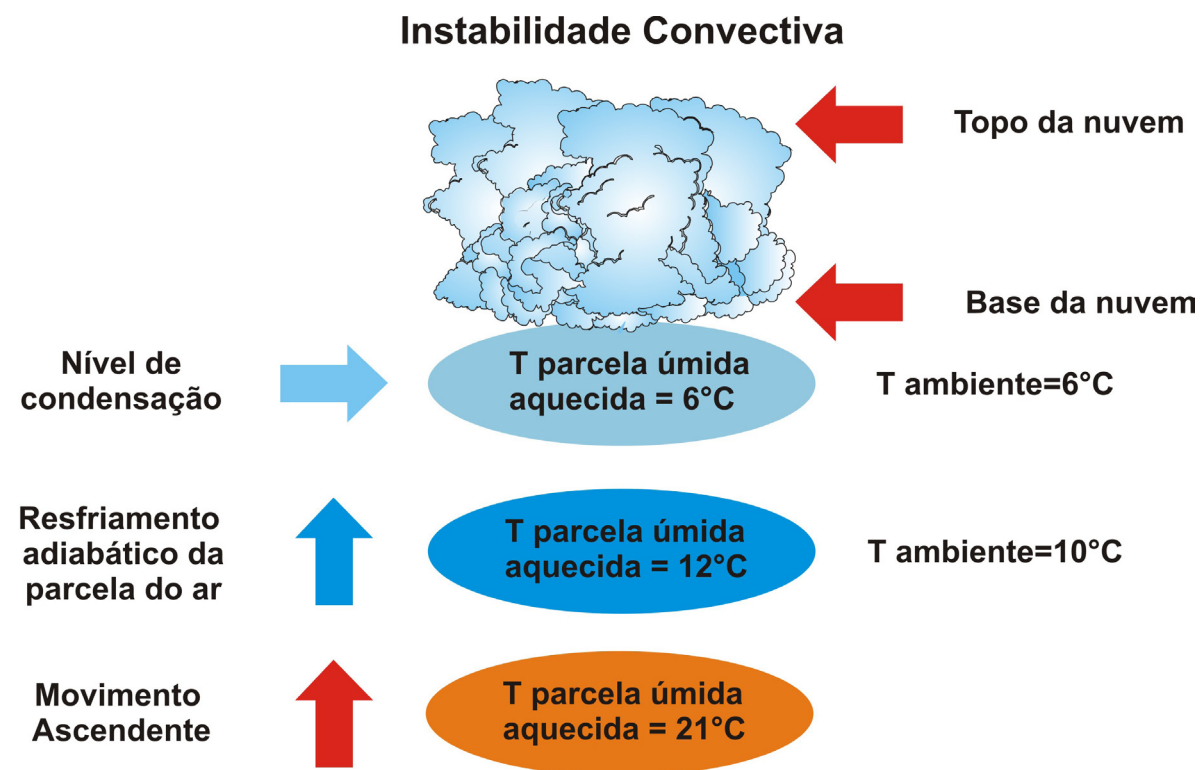 Instabilidade Convectiva
Topo da nuvem
Base da nuvem
Nível de
condensação
T parcela úmida
aquecida = 6°C
T ambiente=6°C
Resfriamento
adiabático da
parcela do ar
T parcela úmida
aquecida = 12°C
T ambiente=10°C
Movimento
Ascendente
T parcela úmida
aquecida = 21°C